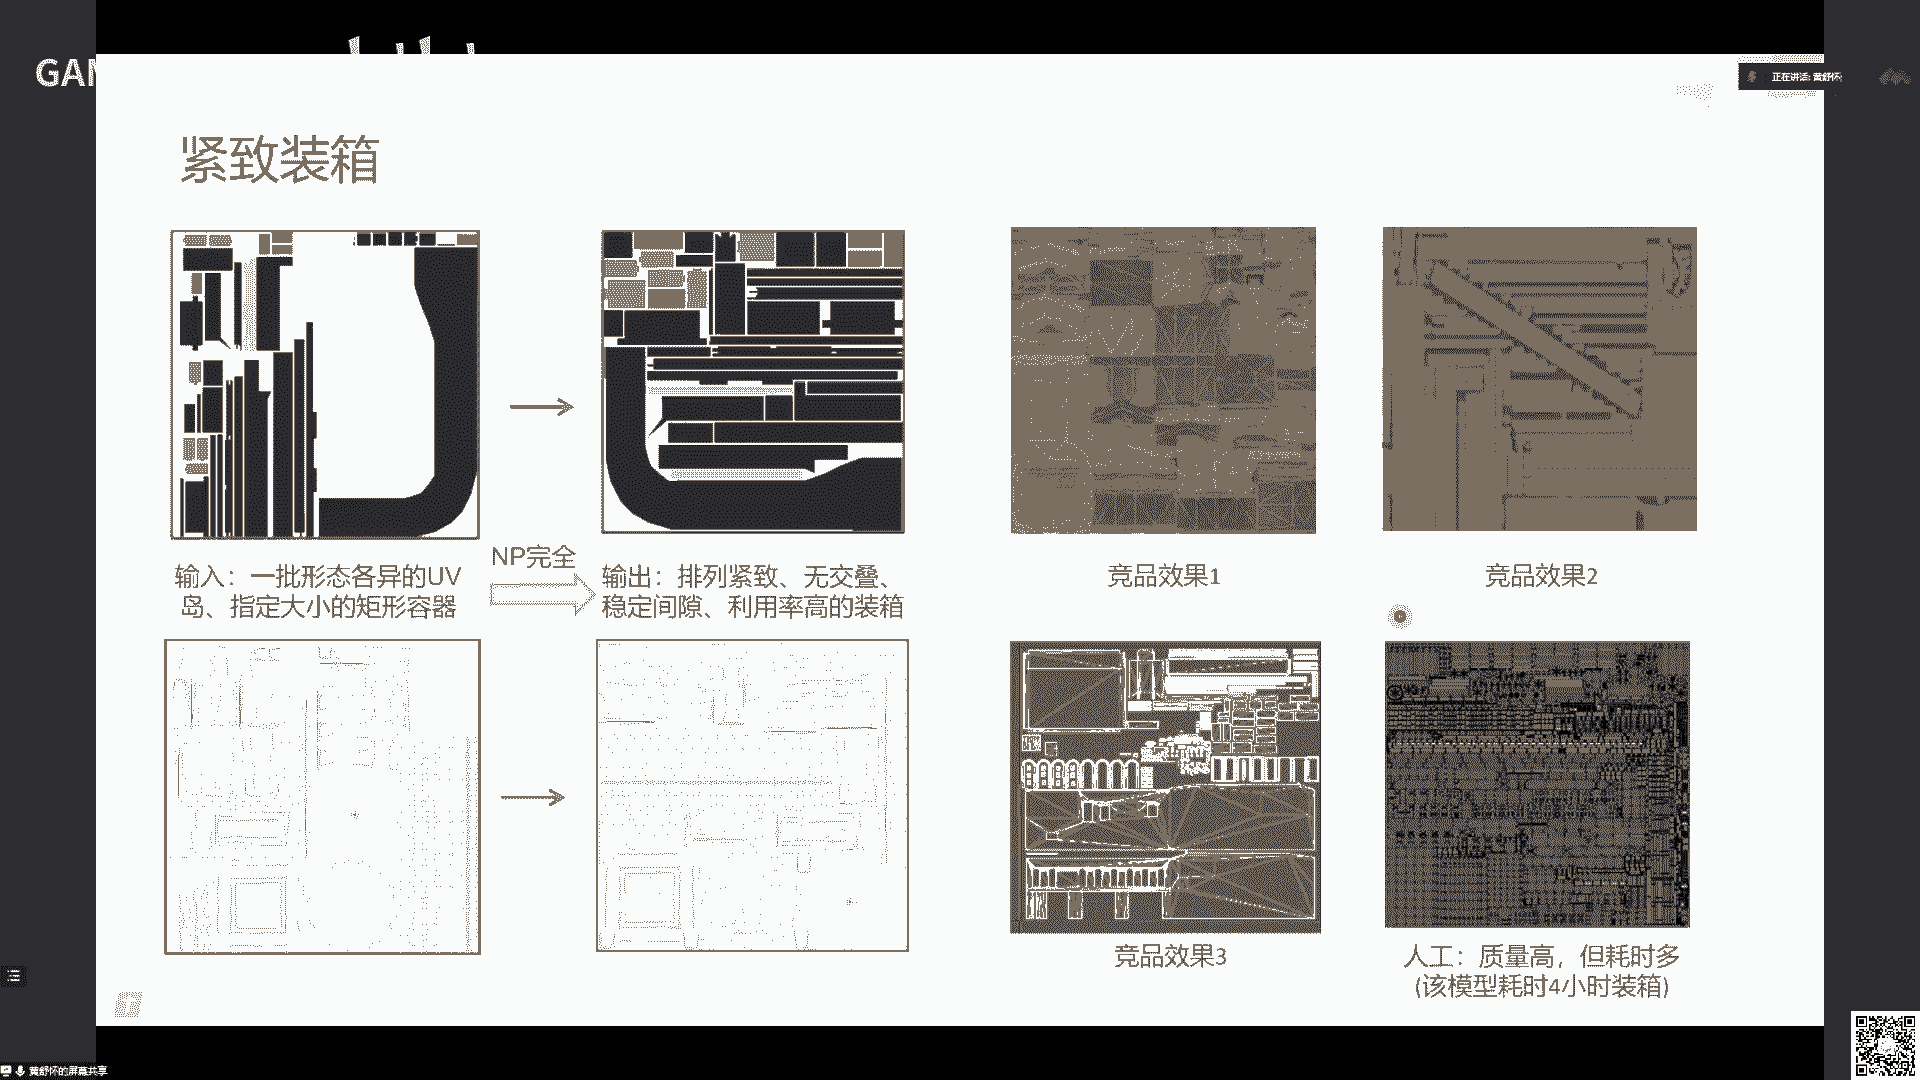 GAM
正在讲话: 黄舒怀
紧致装箱
NP完全
输入：一批形态各异的UV
岛、指定大小的矩形容器
输出：排列紧致、无交叠、
稳定间隙、利用率高的装箱
竞品效果1
竞品效果2
竞品效果3
人工：质量高，但耗时多
(该模型耗时4小时装箱)
黄舒怀的屏幕共享